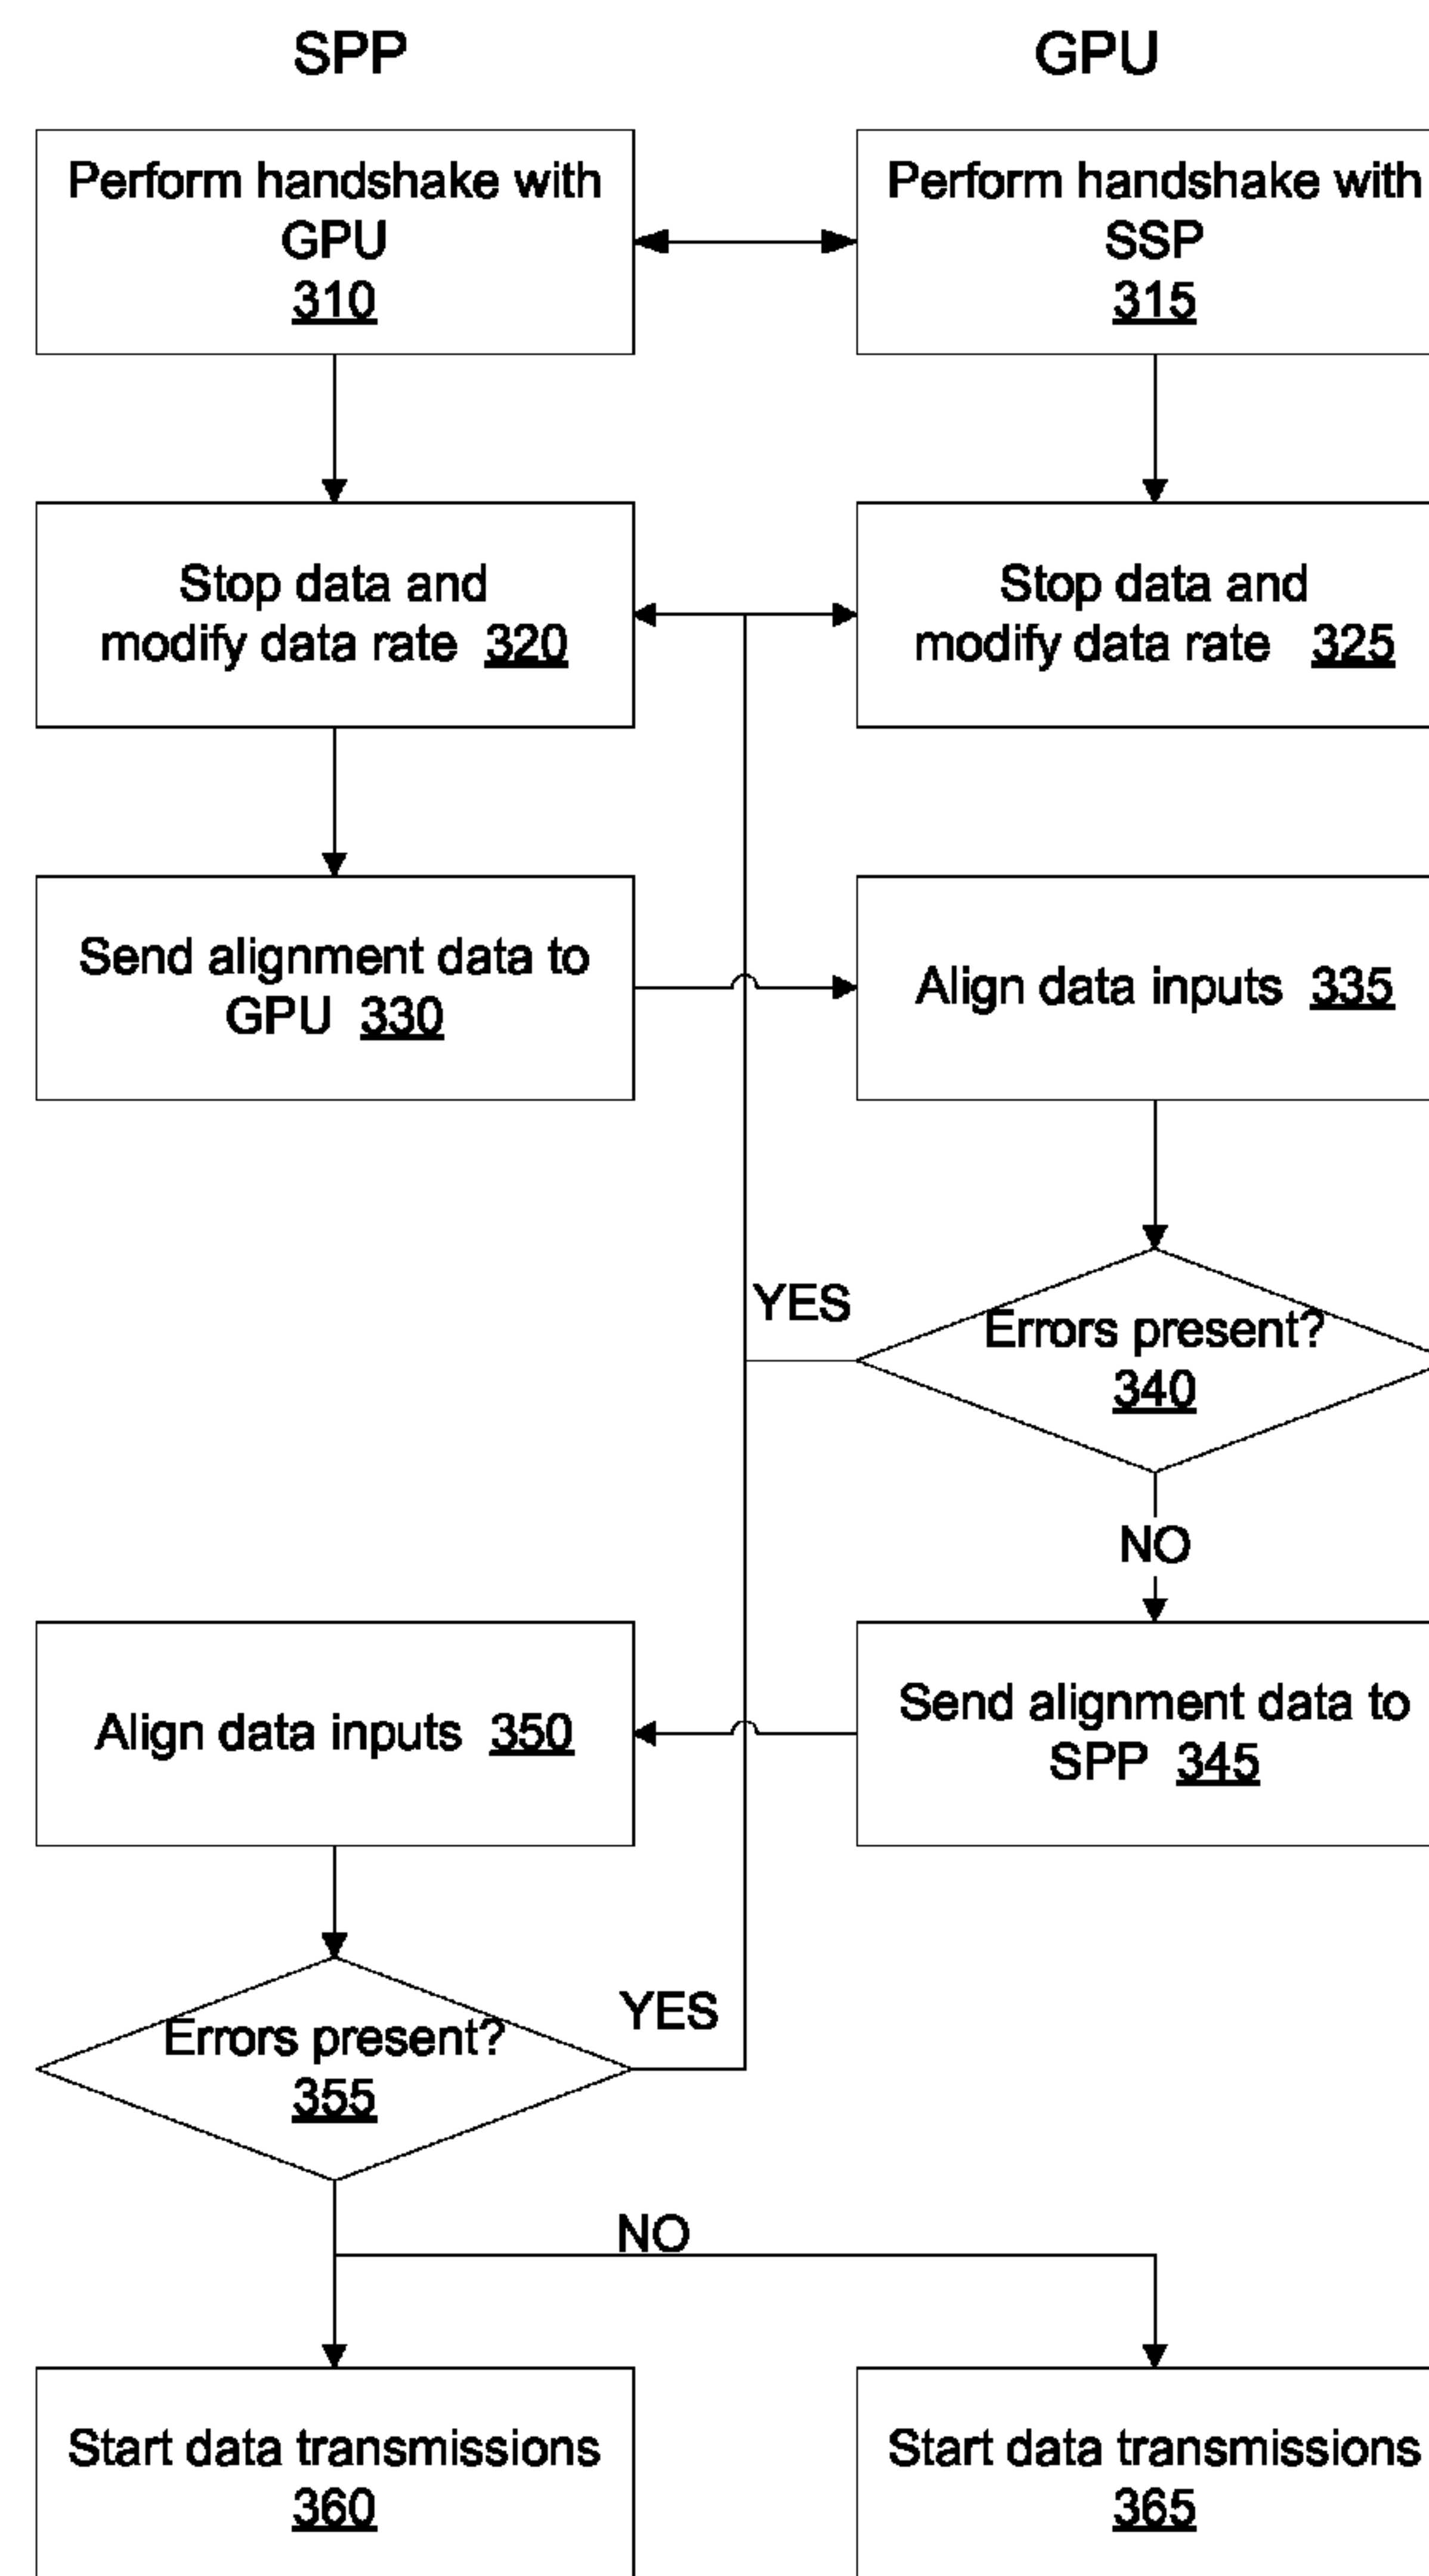 SPP
GPU
Perform handshake with
GPU
310
Perform handshake with
SSP
315
Stop data and
modify data rate 320
Stop data and
modify data rate 325
Send alignment data to
GPU 330
Align data inputs 335
YES
Errors present?
340
NO
Align data inputs 350
Send alignment data to
SPP 345
YES
Errors present?
355
NO
Start data transmissions
360
Start data transmissions
365